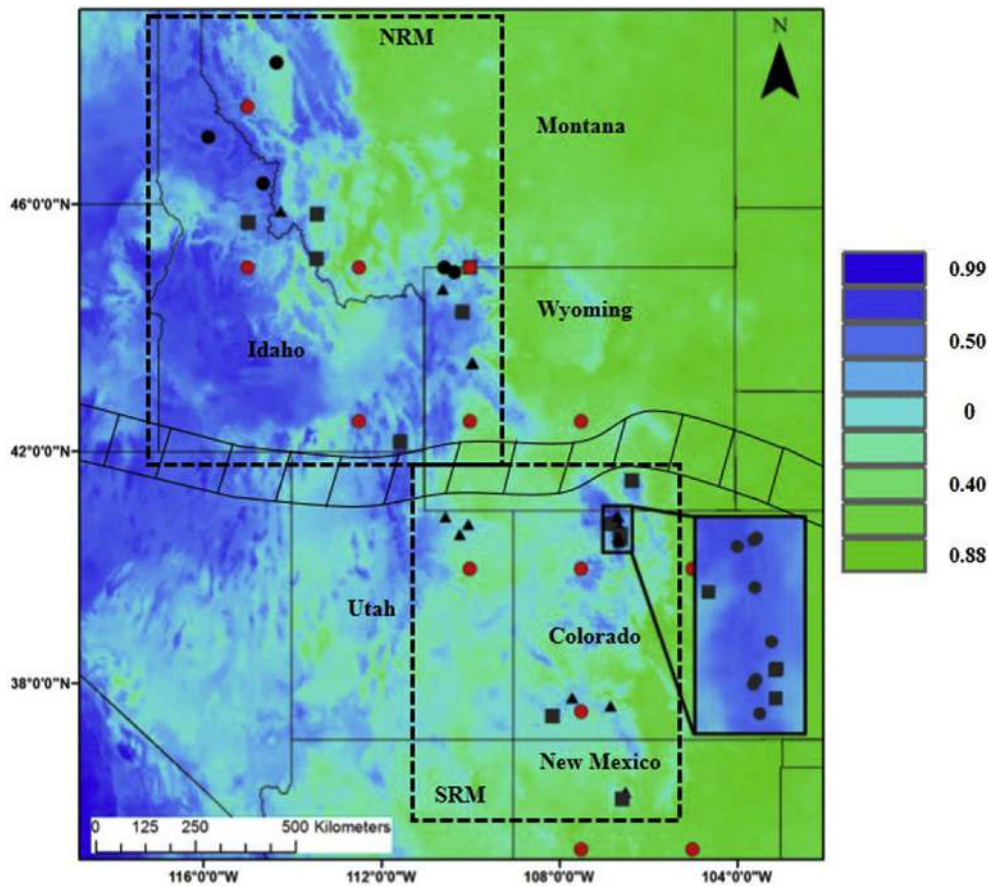 NRM
N
Montana
46°0'0"N
0.99
Wyoming
0.50
Idaho
0
42°0'0"N
0.40
0.88
Utah
Colorado
38°0'0"N
New Mexico
SRM
0 125 250 500 Kilometers
116°0'0"W 112°0'0"W 108°0'0"W 104°0'0"W